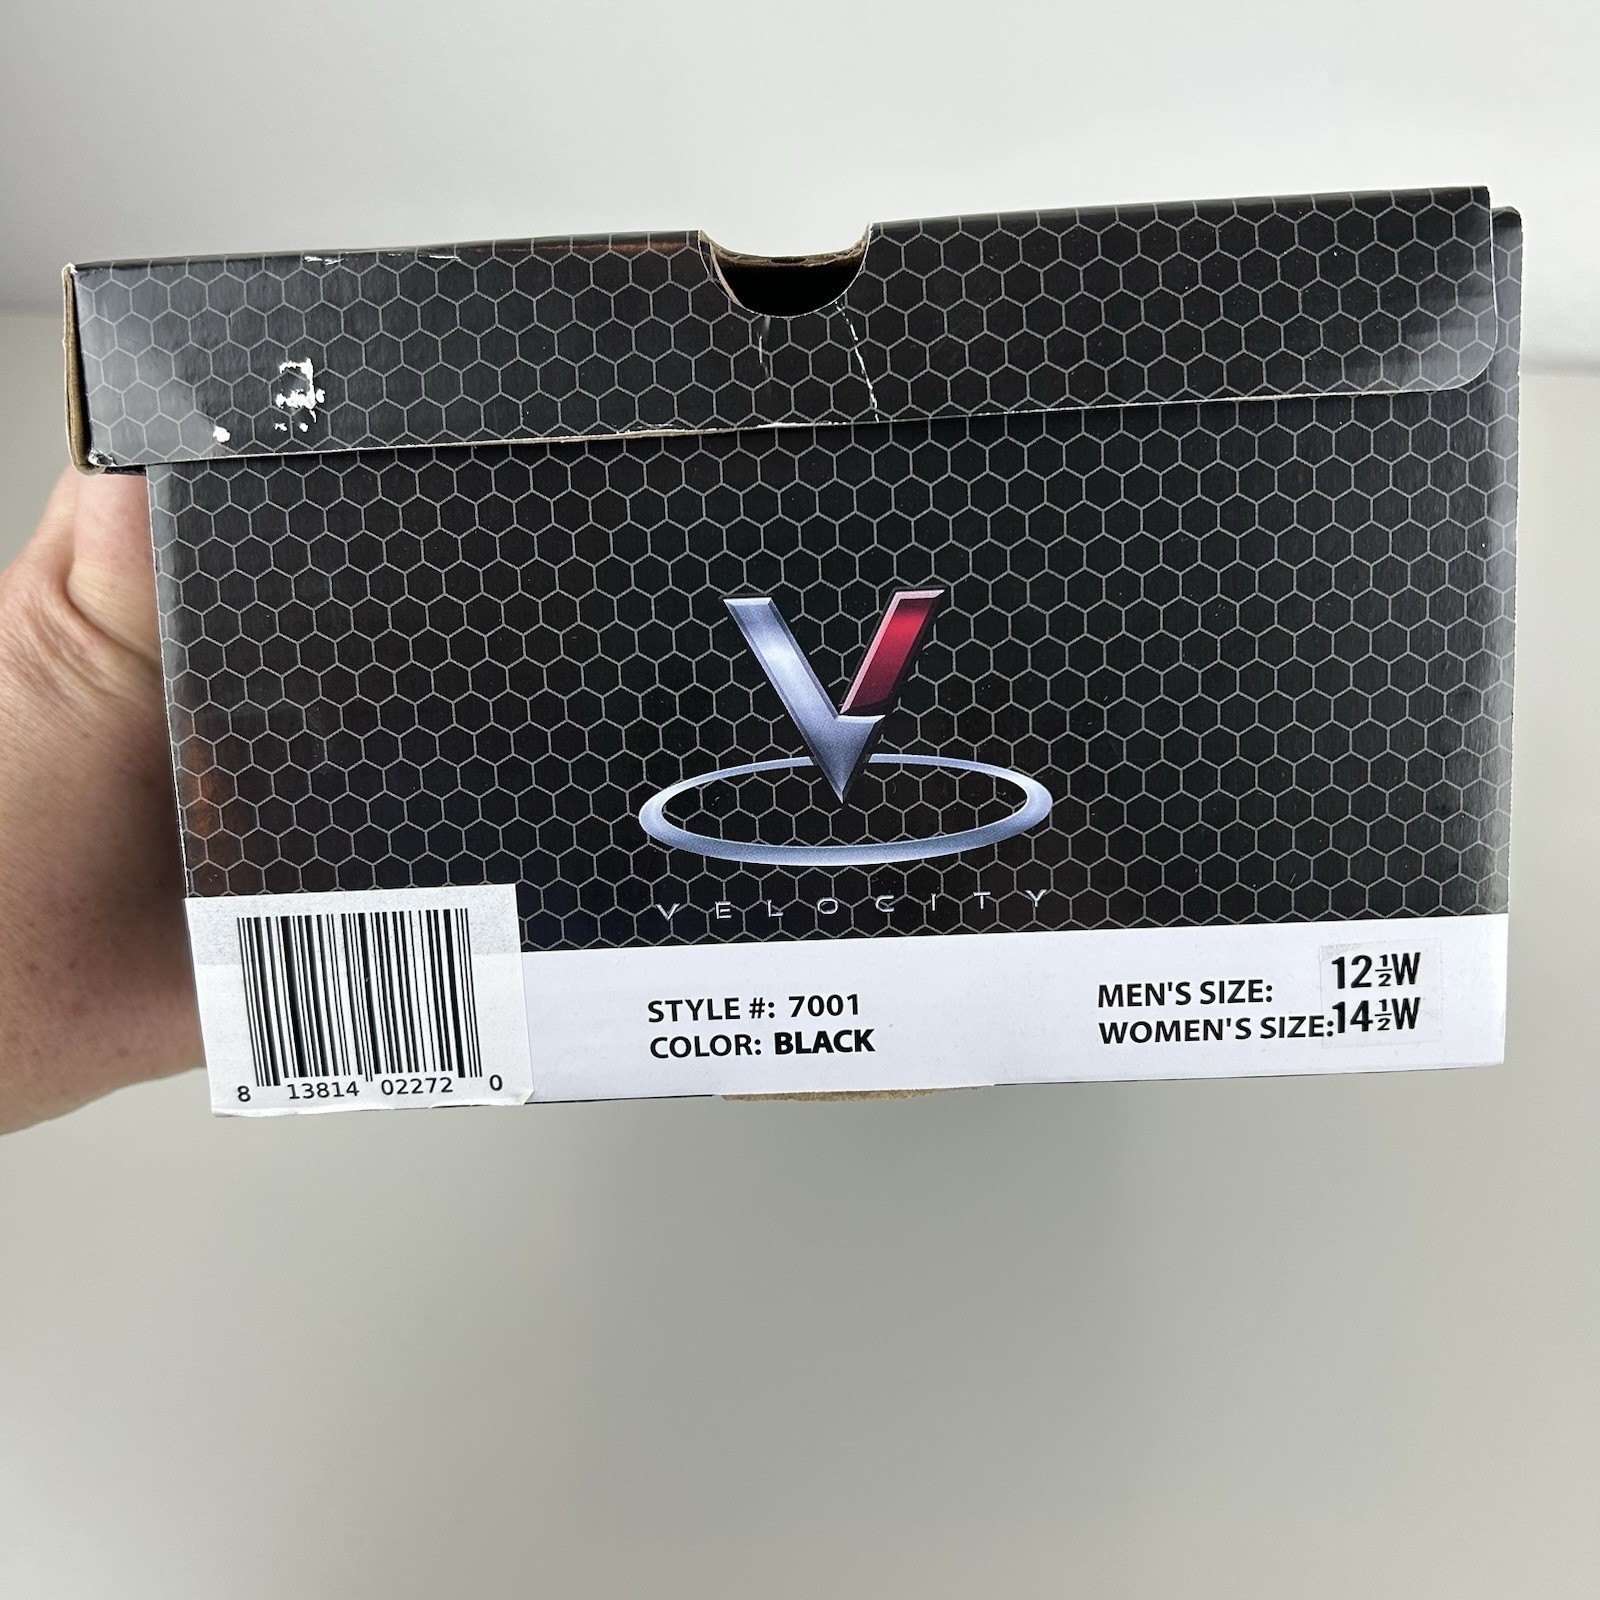 V
VELOCITY
STYLE #: 7001
COLOR: BLACK
MEN'S SIZE: 12½W
WOMEN'S SIZE: 14½W
8 13814 02272 0